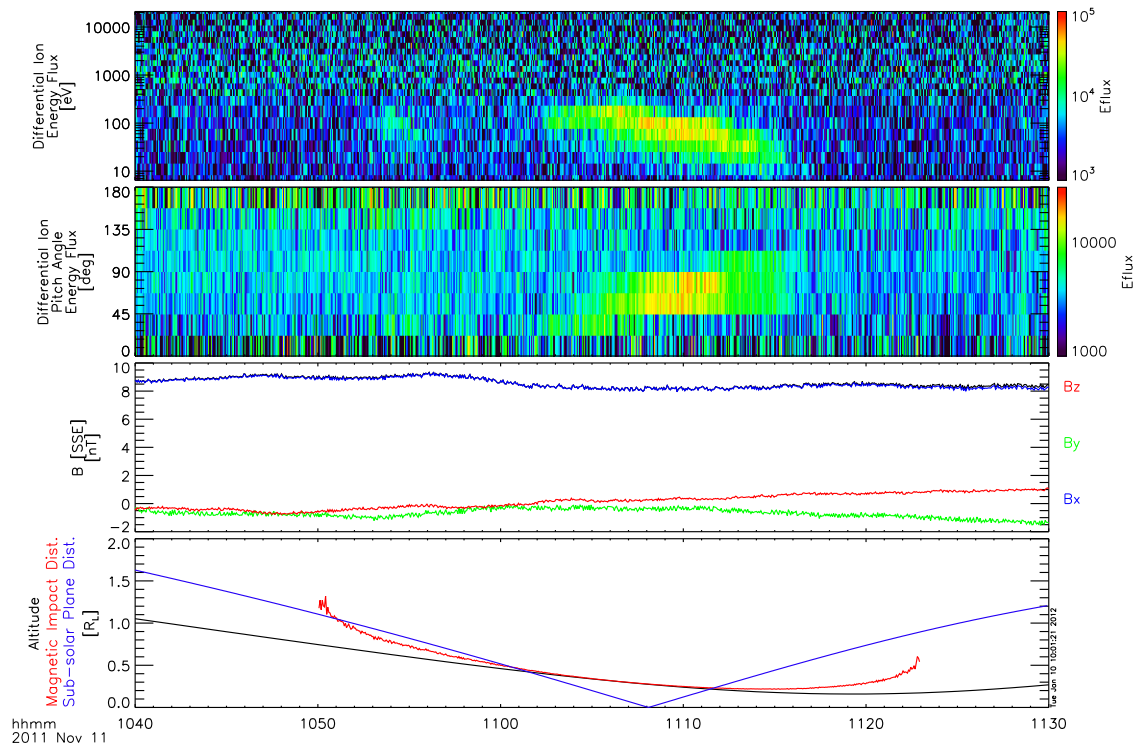 Differential Ion
Energy Flux
[eV]
10000
1000
100
10
10^5
10^4
10^3
Eflux
Differential Ion
Pitch Angle
Energy Flux
[deg]
180
135
90
45
0
10000
1000
Eflux
B [SSE]
[nT]
10
8
6
4
2
0
−2
Bz
By
Bx
Altitude
Magnetic Impact Dist.
Sub−solar Plane Dist.
[R_L]
2.0
1.5
1.0
0.5
0.0
Tue Jan 10 10:01:21 2012
1040 1050 1100 1110 1120 1130
hhmm
2011 Nov 11